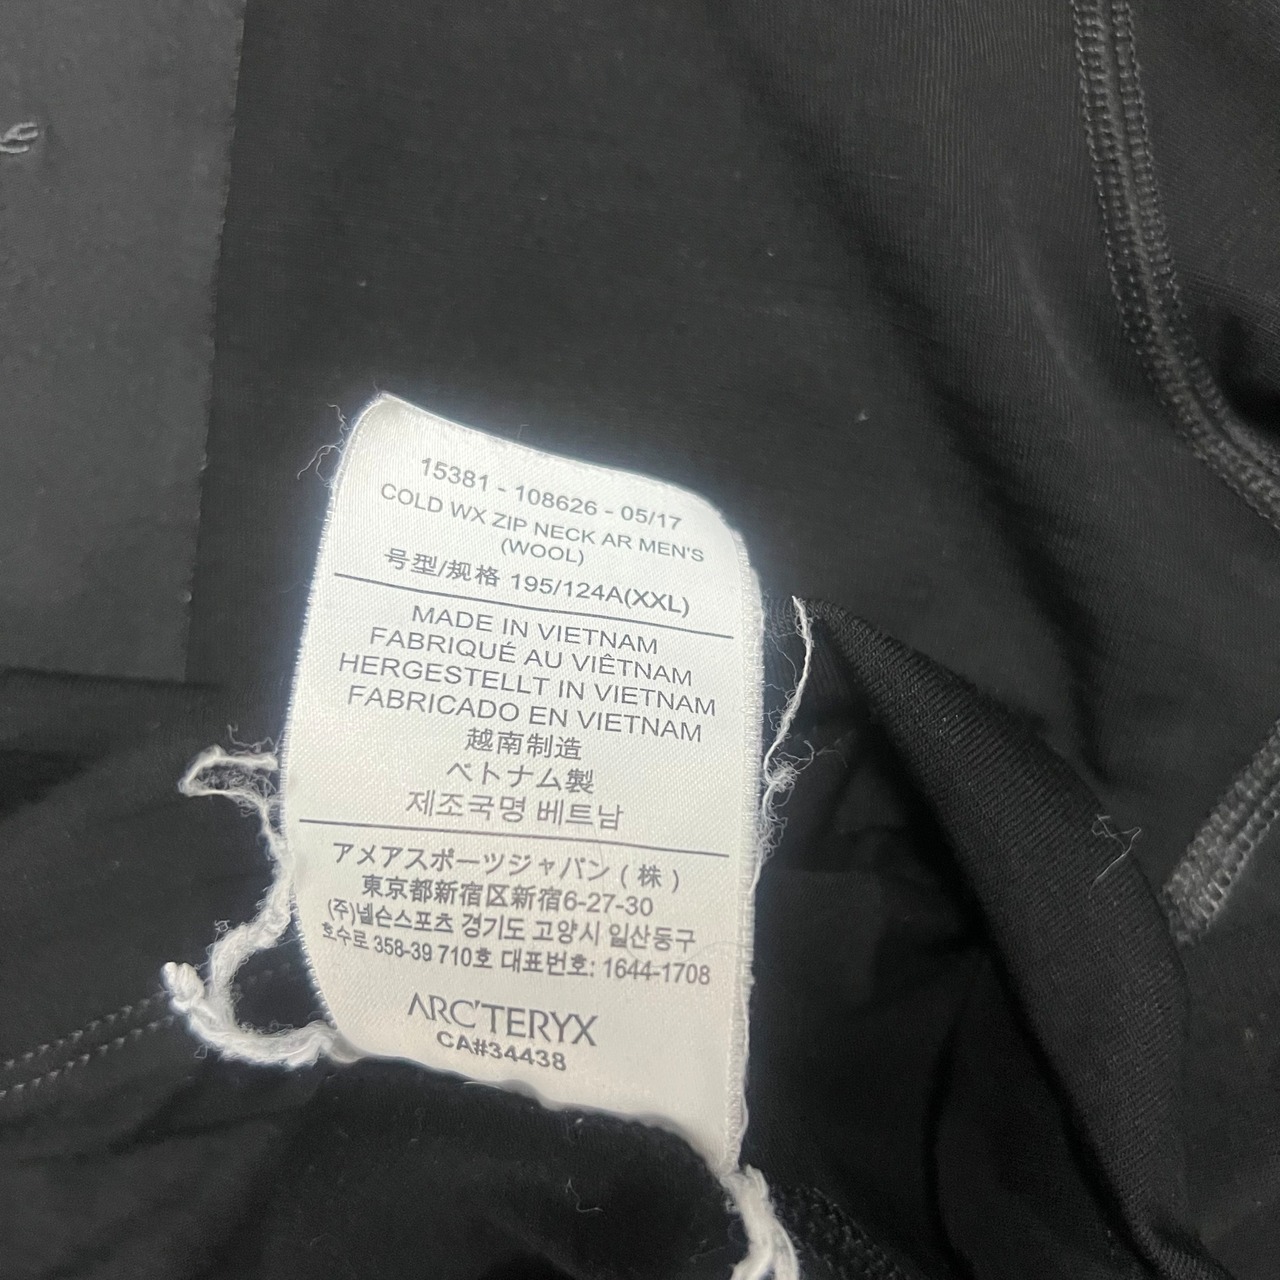 15381 - 108626 - 05/17
COLD WX ZIP NECK AR MEN'S
(WOOL)
号型/规格 195/124A(XXL)
MADE IN VIETNAM
FABRIQUÉ AU VIÊTNAM
HERGESTELLT IN VIETNAM
FABRICADO EN VIETNAM
越南制造
ベトナム製
제조국명 베트남
アメアスポーツジャパン(株)
東京都新宿区新宿6-27-30
(주)넬슨스포츠 경기도 고양시 일산동구
호수로 358-39 710호 대표번호: 1644-1708
ARC'TERYX
CA#34438